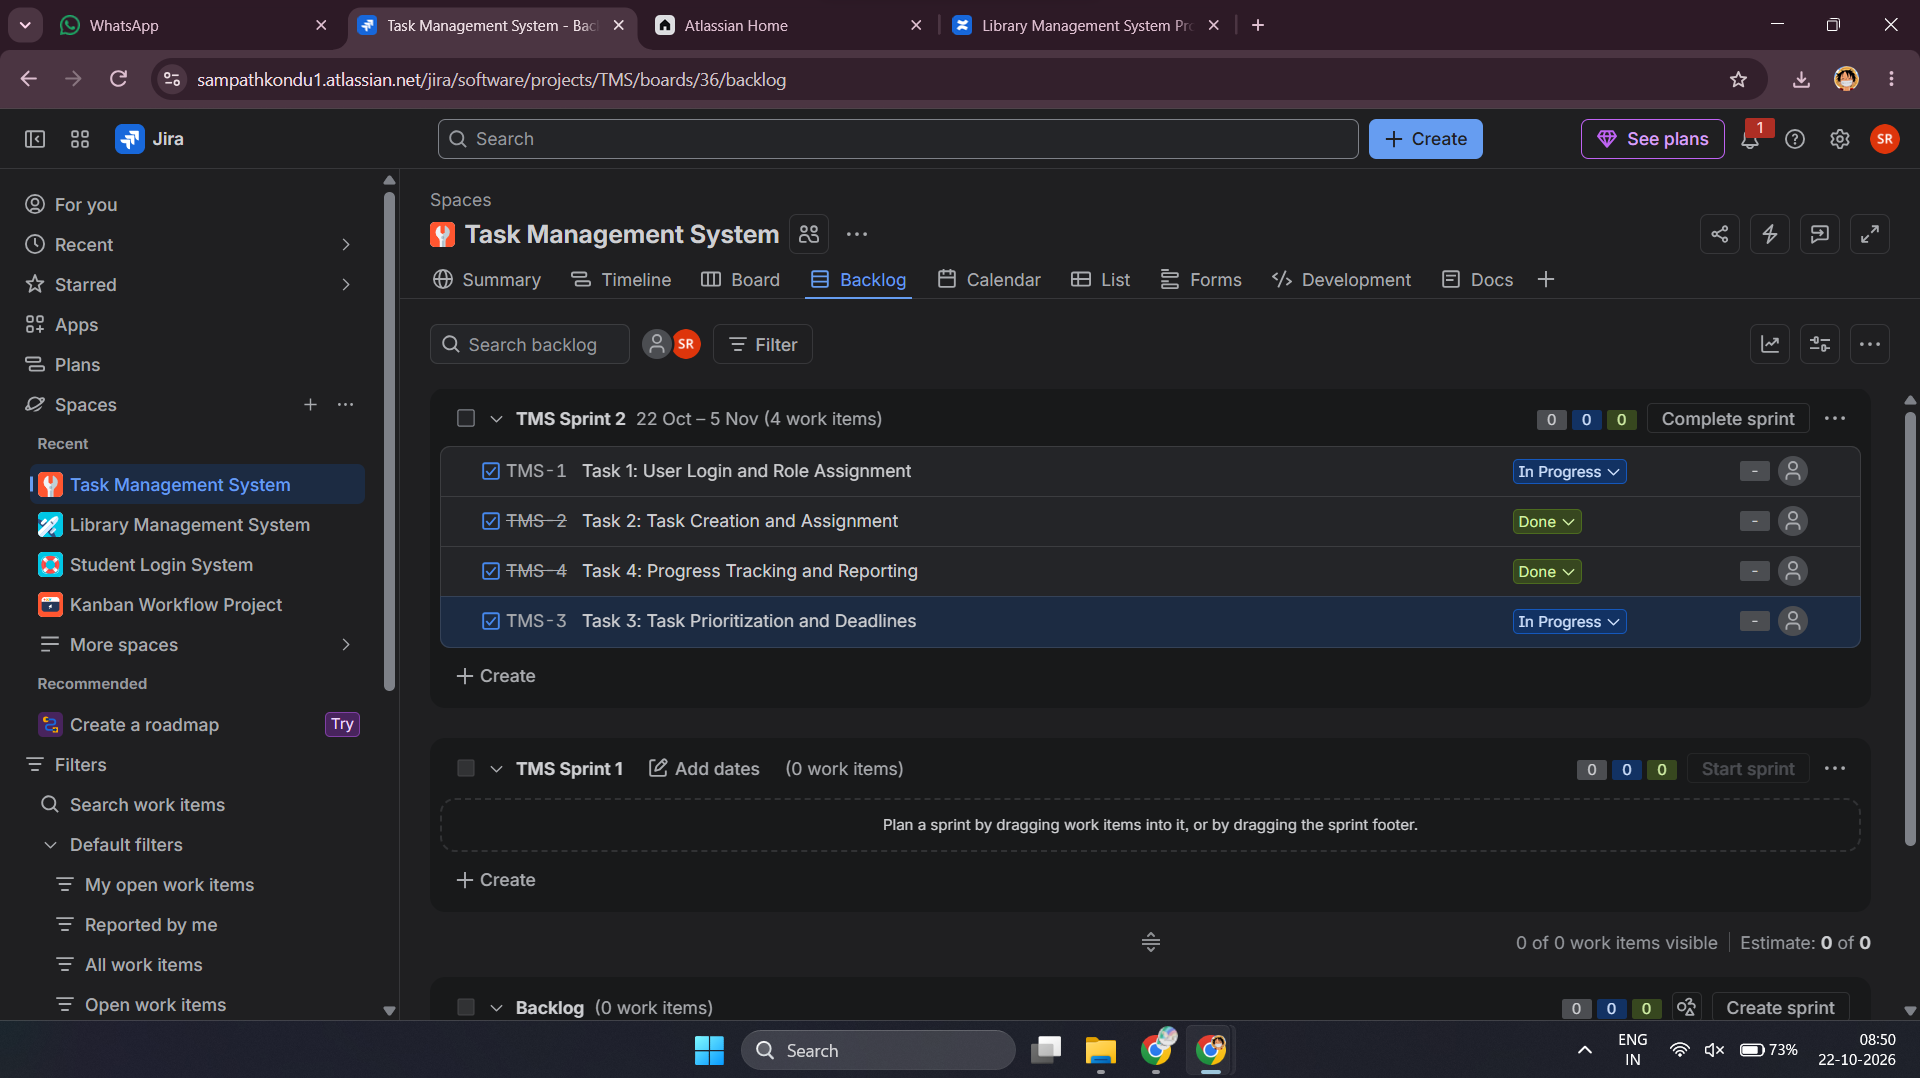 WhatsApp
Task Management System - Bac
Atlassian Home
Library Management System Pro
sampathkondu1.atlassian.net/jira/software/projects/TMS/boards/36/backlog
Jira
Search
Create
See plans
1
SR
For you
Recent
Starred
Apps
Plans
Spaces
Recent
Task Management System
Library Management System
Student Login System
Kanban Workflow Project
More spaces
Recommended
Create a roadmap
Try
Filters
Search work items
Default filters
My open work items
Reported by me
All work items
Open work items
Spaces
Task Management System
Summary
Timeline
Board
Backlog
Calendar
List
Forms
Development
Docs
Search backlog
SR
Filter
TMS Sprint 2 22 Oct – 5 Nov (4 work items)
0 0 0
Complete sprint
TMS-1 Task 1: User Login and Role Assignment In Progress -
TMS-2 Task 2: Task Creation and Assignment Done -
TMS-4 Task 4: Progress Tracking and Reporting Done -
TMS-3 Task 3: Task Prioritization and Deadlines In Progress -
Create
TMS Sprint 1 Add dates (0 work items)
0 0 0
Start sprint
Plan a sprint by dragging work items into it, or by dragging the sprint footer.
Create
0 of 0 work items visible Estimate: 0 of 0
Backlog (0 work items)
0 0 0
Create sprint
Search
ENG
IN
73%
08:50
22-10-2026